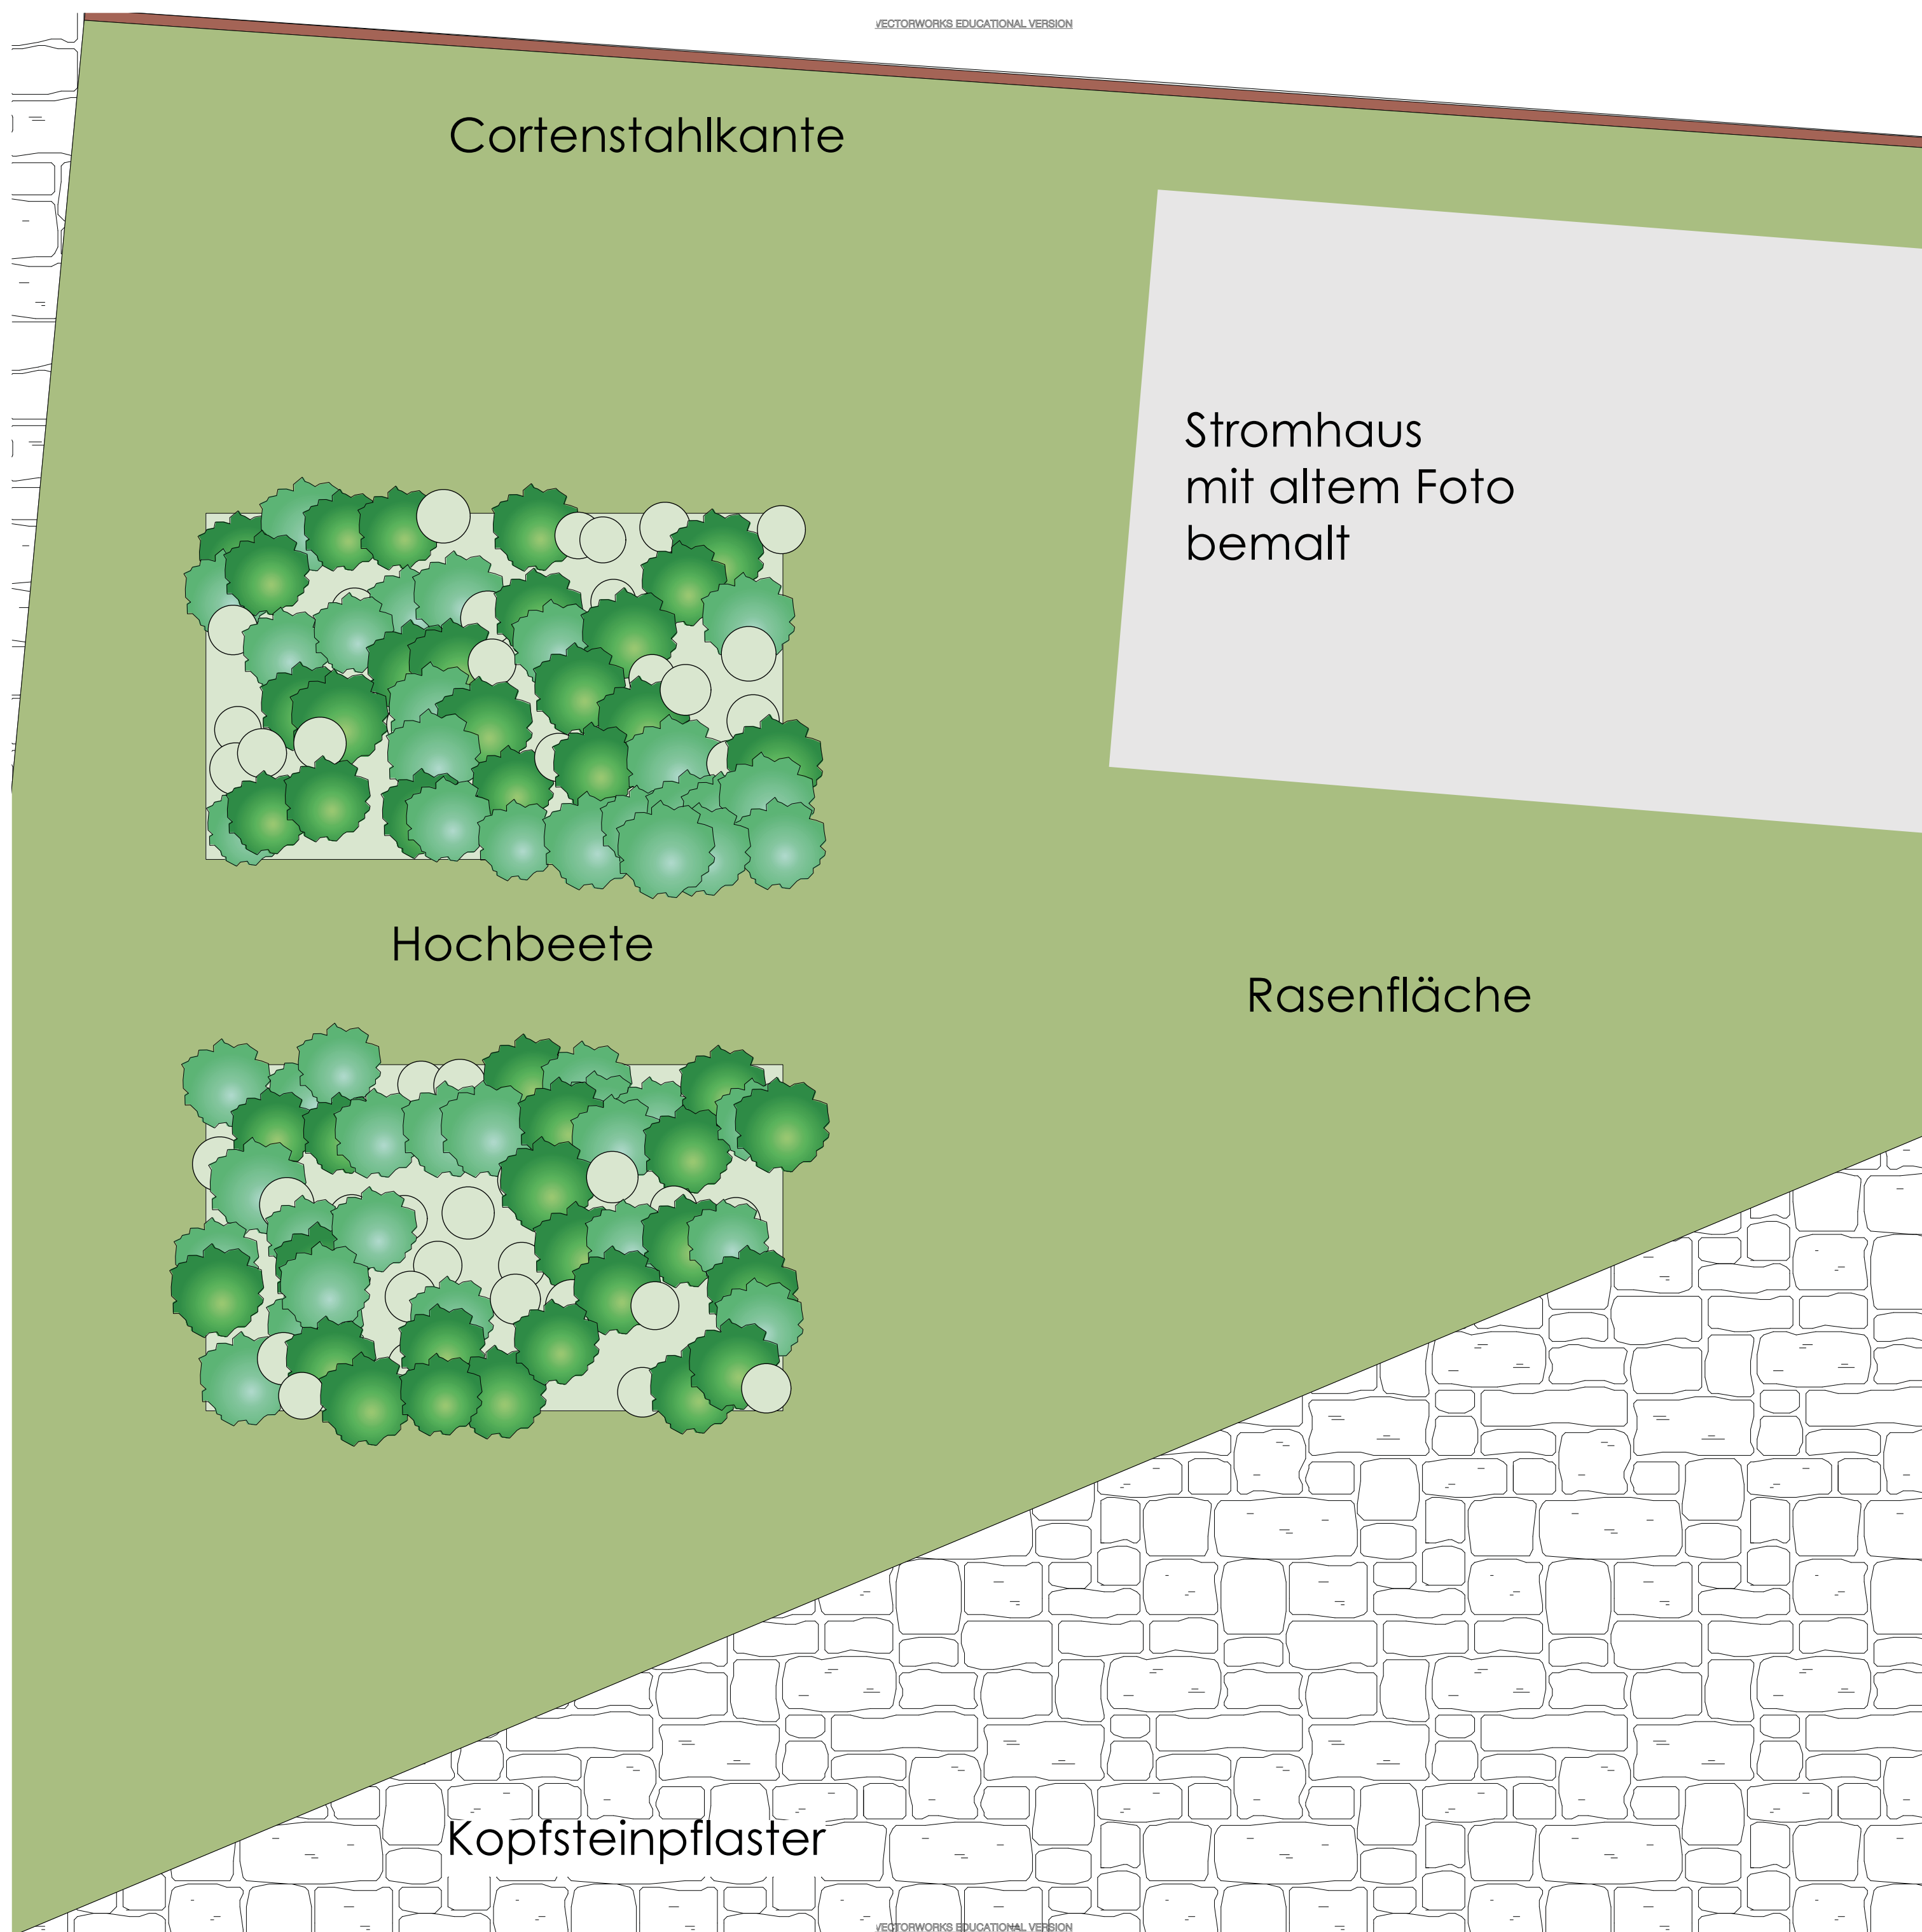 VECTORWORKS EDUCATIONAL VERSION
Cortenstahlkante
Stromhaus
mit altem Foto
bemalt
Hochbeete
Rasenfläche
Kopfsteinpflaster
VECTORWORKS EDUCATIONAL VERSION